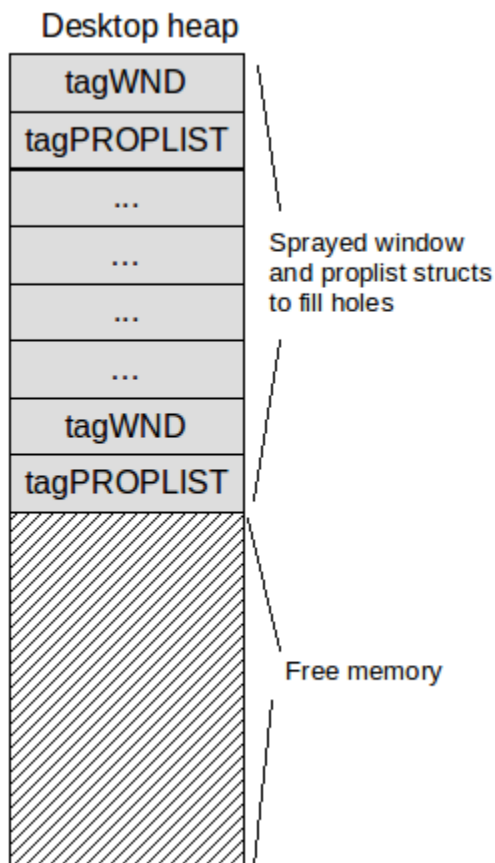 Desktop heap
tagWND
tagPROPLIST
...
...
...
...
tagWND
tagPROPLIST
Sprayed window
and proplist structs
to fill holes
Free memory